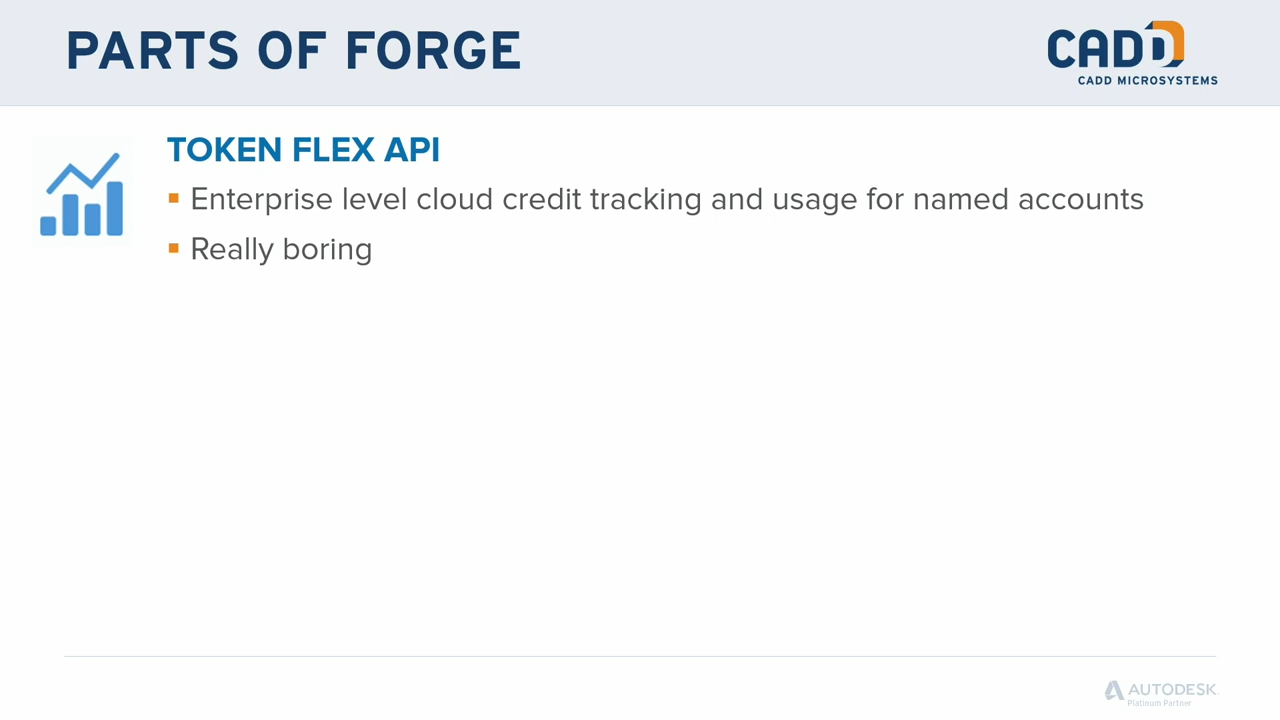 PARTS OF FORGE
CADD
CADD MICROSYSTEMS
TOKEN FLEX API
Enterprise level cloud credit tracking and usage for named accounts
Really boring
AUTODESK
Platinum Partner